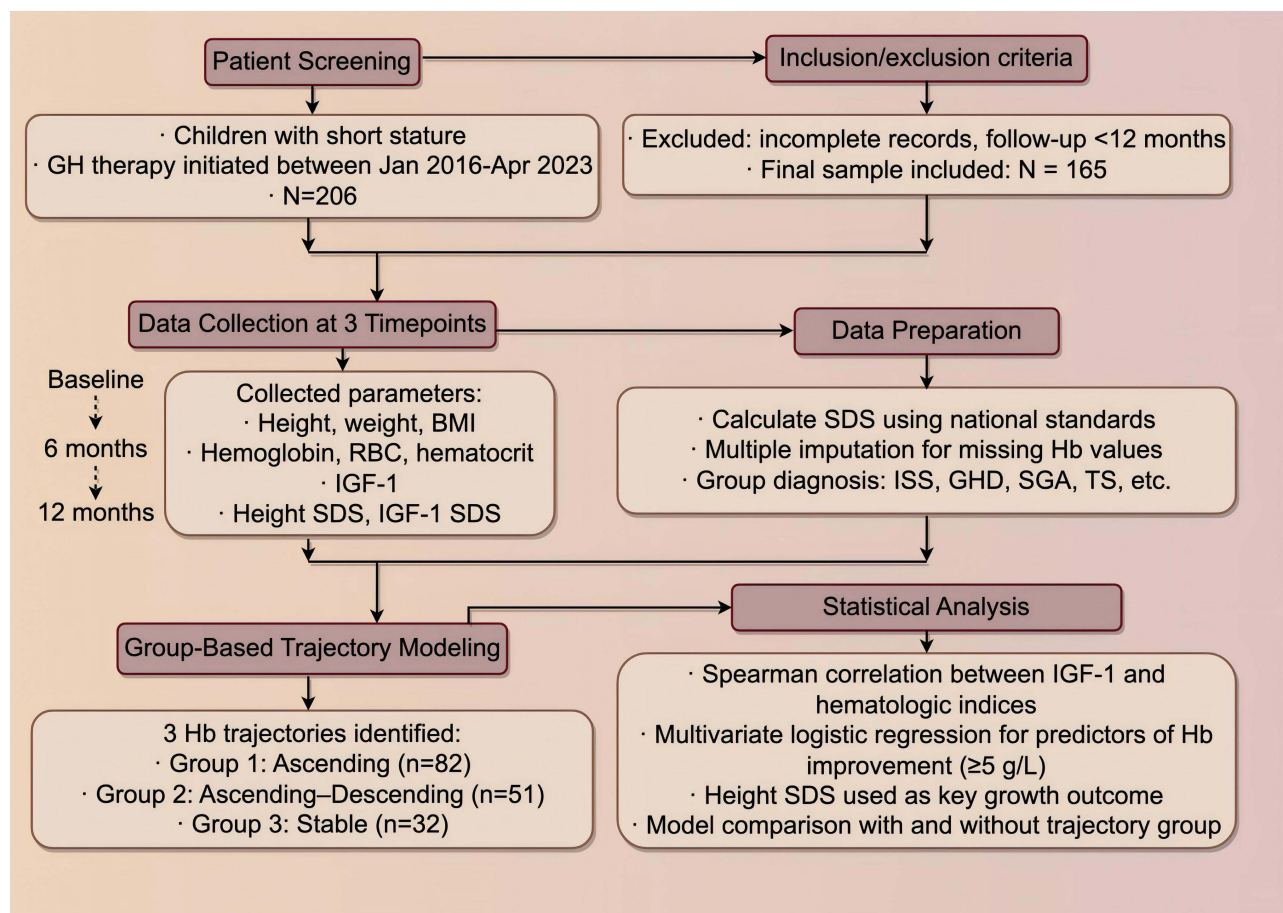 Patient Screening
Inclusion/exclusion criteria
· Children with short stature
· GH therapy initiated between Jan 2016-Apr 2023
· N=206
· Excluded: incomplete records, follow-up <12 months
· Final sample included: N = 165
Data Collection at 3 Timepoints
Data Preparation
Baseline
6 months
12 months
Collected parameters:
· Height, weight, BMI
· Hemoglobin, RBC, hematocrit
· IGF-1
· Height SDS, IGF-1 SDS
· Calculate SDS using national standards
· Multiple imputation for missing Hb values
· Group diagnosis: ISS, GHD, SGA, TS, etc.
Group-Based Trajectory Modeling
Statistical Analysis
3 Hb trajectories identified:
· Group 1: Ascending (n=82)
· Group 2: Ascending–Descending (n=51)
· Group 3: Stable (n=32)
· Spearman correlation between IGF-1 and
hematologic indices
· Multivariate logistic regression for predictors of Hb
improvement (≥5 g/L)
· Height SDS used as key growth outcome
· Model comparison with and without trajectory group